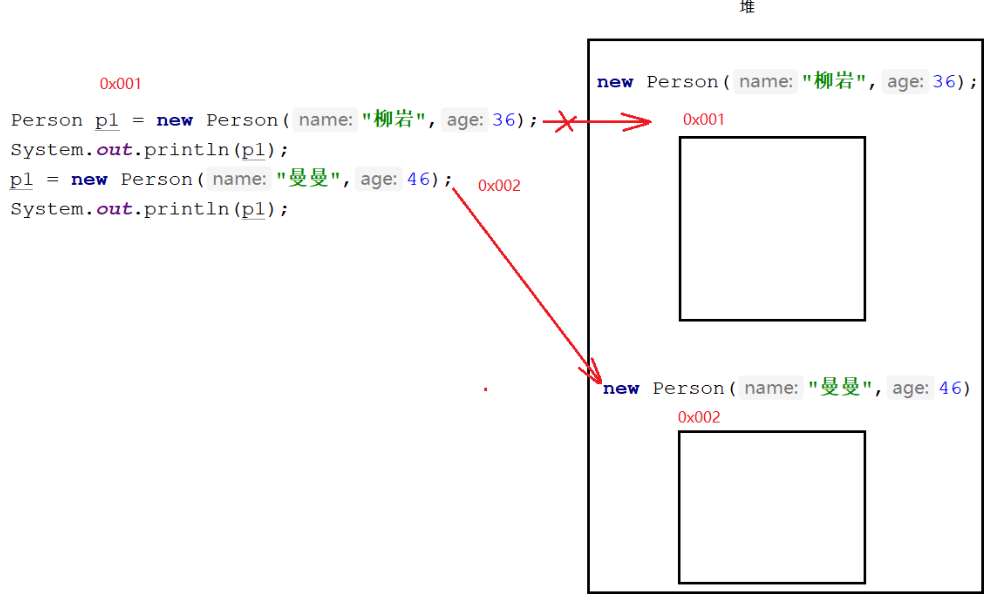 堆
0x001
Person p1 = new Person( name: "柳岩", age: 36);
System.out.println(p1);
p1 = new Person( name: "曼曼", age: 46);
0x002
System.out.println(p1);
new Person( name: "柳岩", age: 36);
0x001
new Person( name: "曼曼", age: 46)
0x002